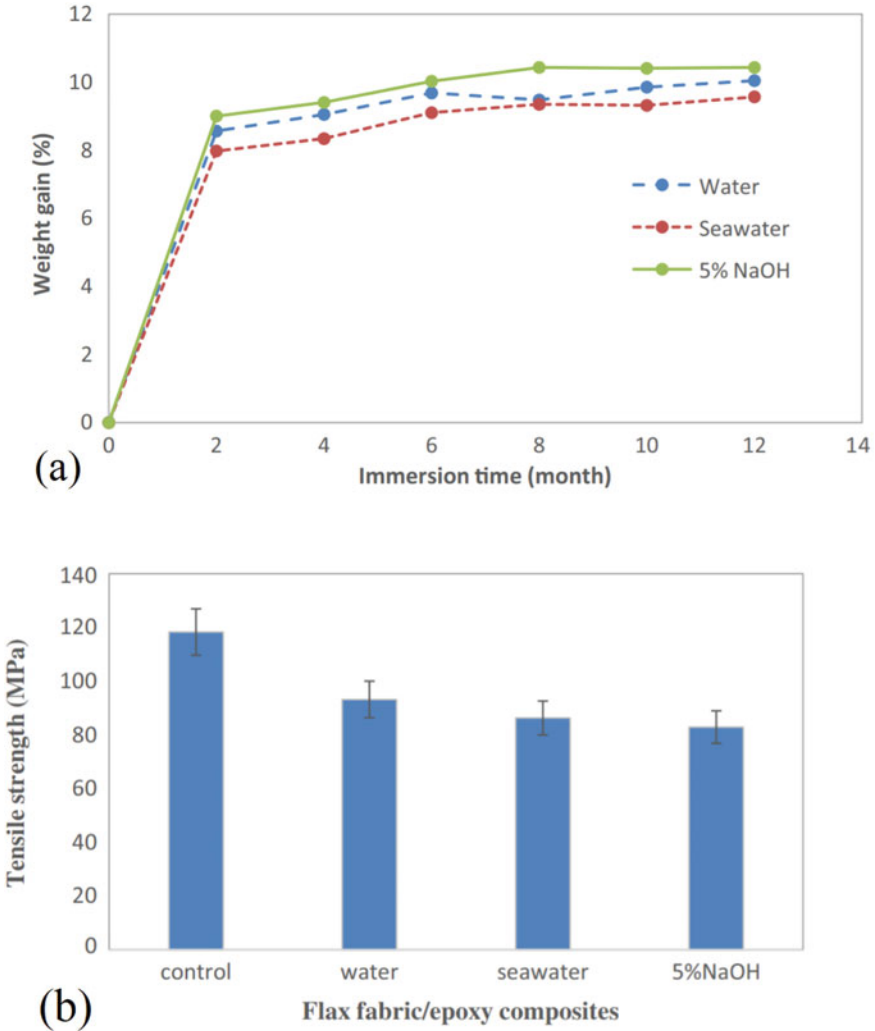 12
10
8
6
4
2
0
Weight gain (%)
Water
Seawater
5% NaOH
0 2 4 6 8 10 12 14
Immersion time (month)
(a)
140
120
100
80
60
40
20
0
Tensile strength (MPa)
control water seawater 5%NaOH
Flax fabric/epoxy composites
(b)